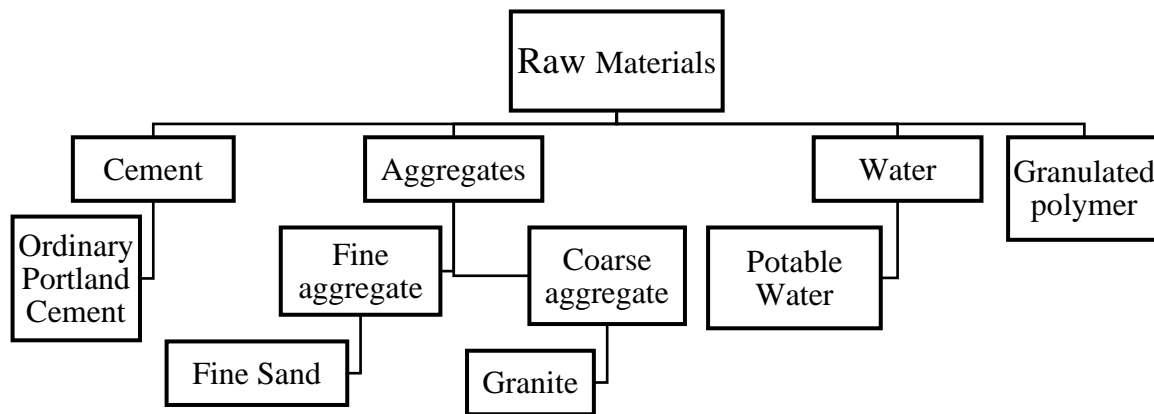 Raw Materials
Cement
Aggregates
Water
Granulated
polymer
Ordinary
Portland
Cement
Fine
aggregate
Coarse
aggregate
Potable
Water
Fine Sand
Granite